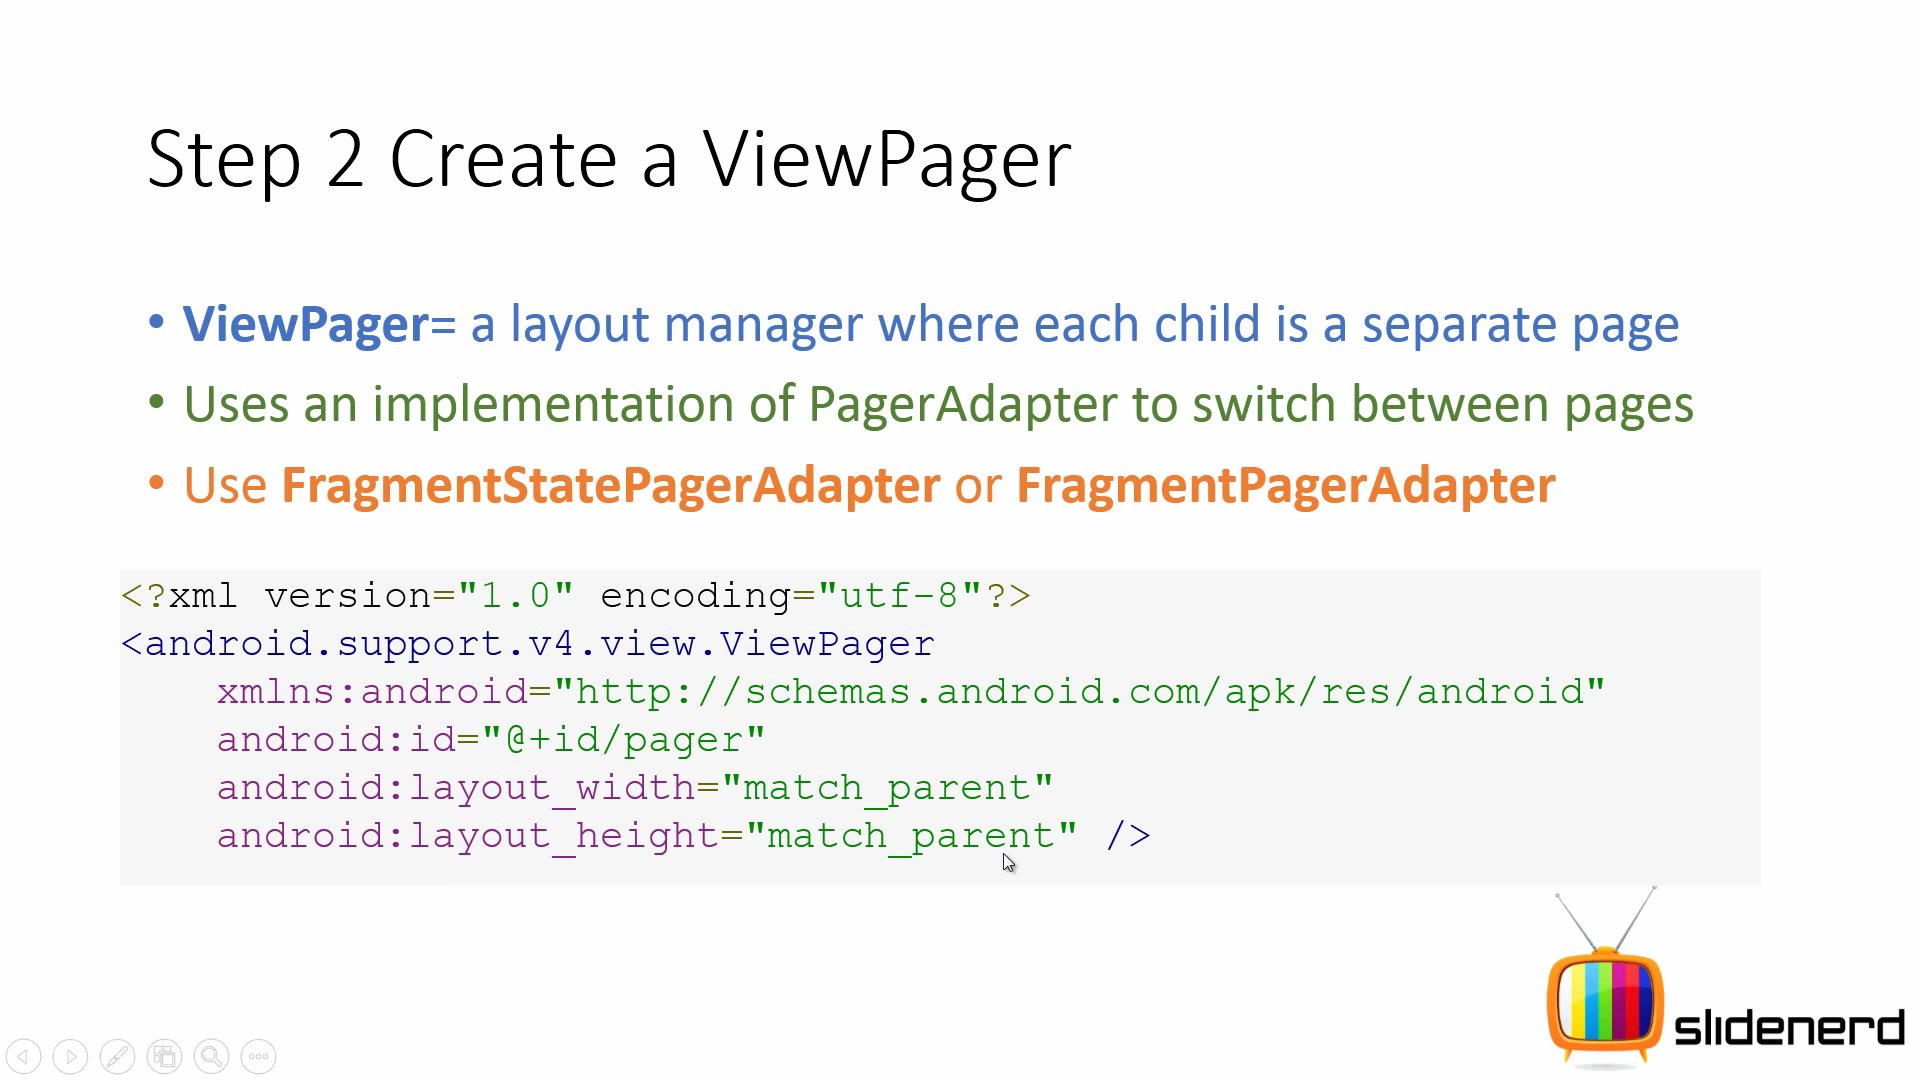 Step 2 Create a ViewPager
• ViewPager= a layout manager where each child is a separate page
• Uses an implementation of PagerAdapter to switch between pages
• Use FragmentStatePagerAdapter or FragmentPagerAdapter
<?xml version="1.0" encoding="utf-8"?>
<android.support.v4.view.ViewPager
    xmlns:android="http://schemas.android.com/apk/res/android"
    android:id="@+id/pager"
    android:layout_width="match_parent"
    android:layout_height="match_parent" />
slidenerd